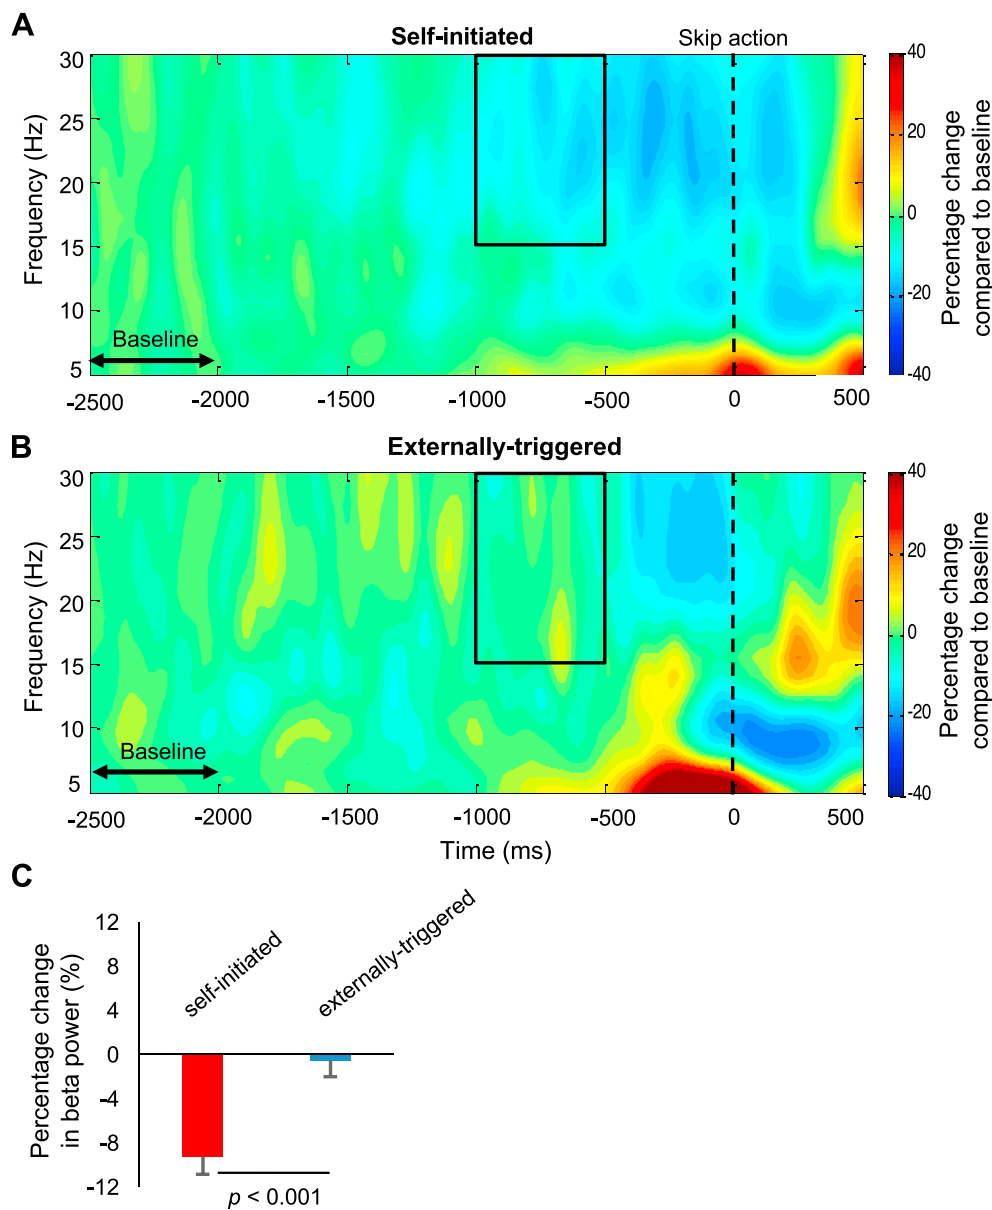 A
Self-initiated
Skip action
Frequency (Hz)
30
25
20
15
10
5
Baseline
-2500
-2000
-1500
-1000
-500
0
500
40
20
0
-20
-40
Percentage change
compared to baseline
B
Externally-triggered
Frequency (Hz)
30
25
20
15
10
5
Baseline
-2500
-2000
-1500
-1000
-500
0
500
Time (ms)
40
20
0
-20
-40
Percentage change
compared to baseline
C
Percentage change
in beta power (%)
12
8
4
0
-4
-8
-12
self-initiated
externally-triggered
p < 0.001